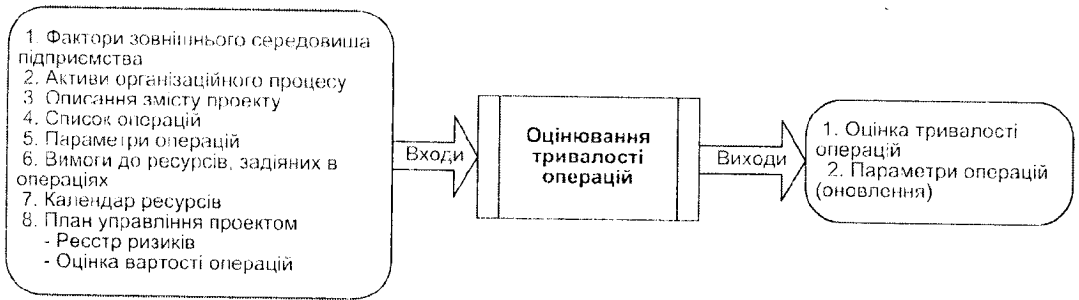 1. Фактори зовнішнього середовища
підприємства
2. Активи організаційного процесу
3 Описання змісту проекту
4. Список операцій
5. Параметри операцій
6. Вимоги до ресурсів, задіяних в
операціях
7. Календар ресурсів
8. План управління проектом
- Реєстр ризиків
- Оцінка вартості операцій
Входи
Оцінювання
тривалості
операцій
Виходи
1. Оцінка тривалості
операцій
2. Параметри операцій
(оновлення)